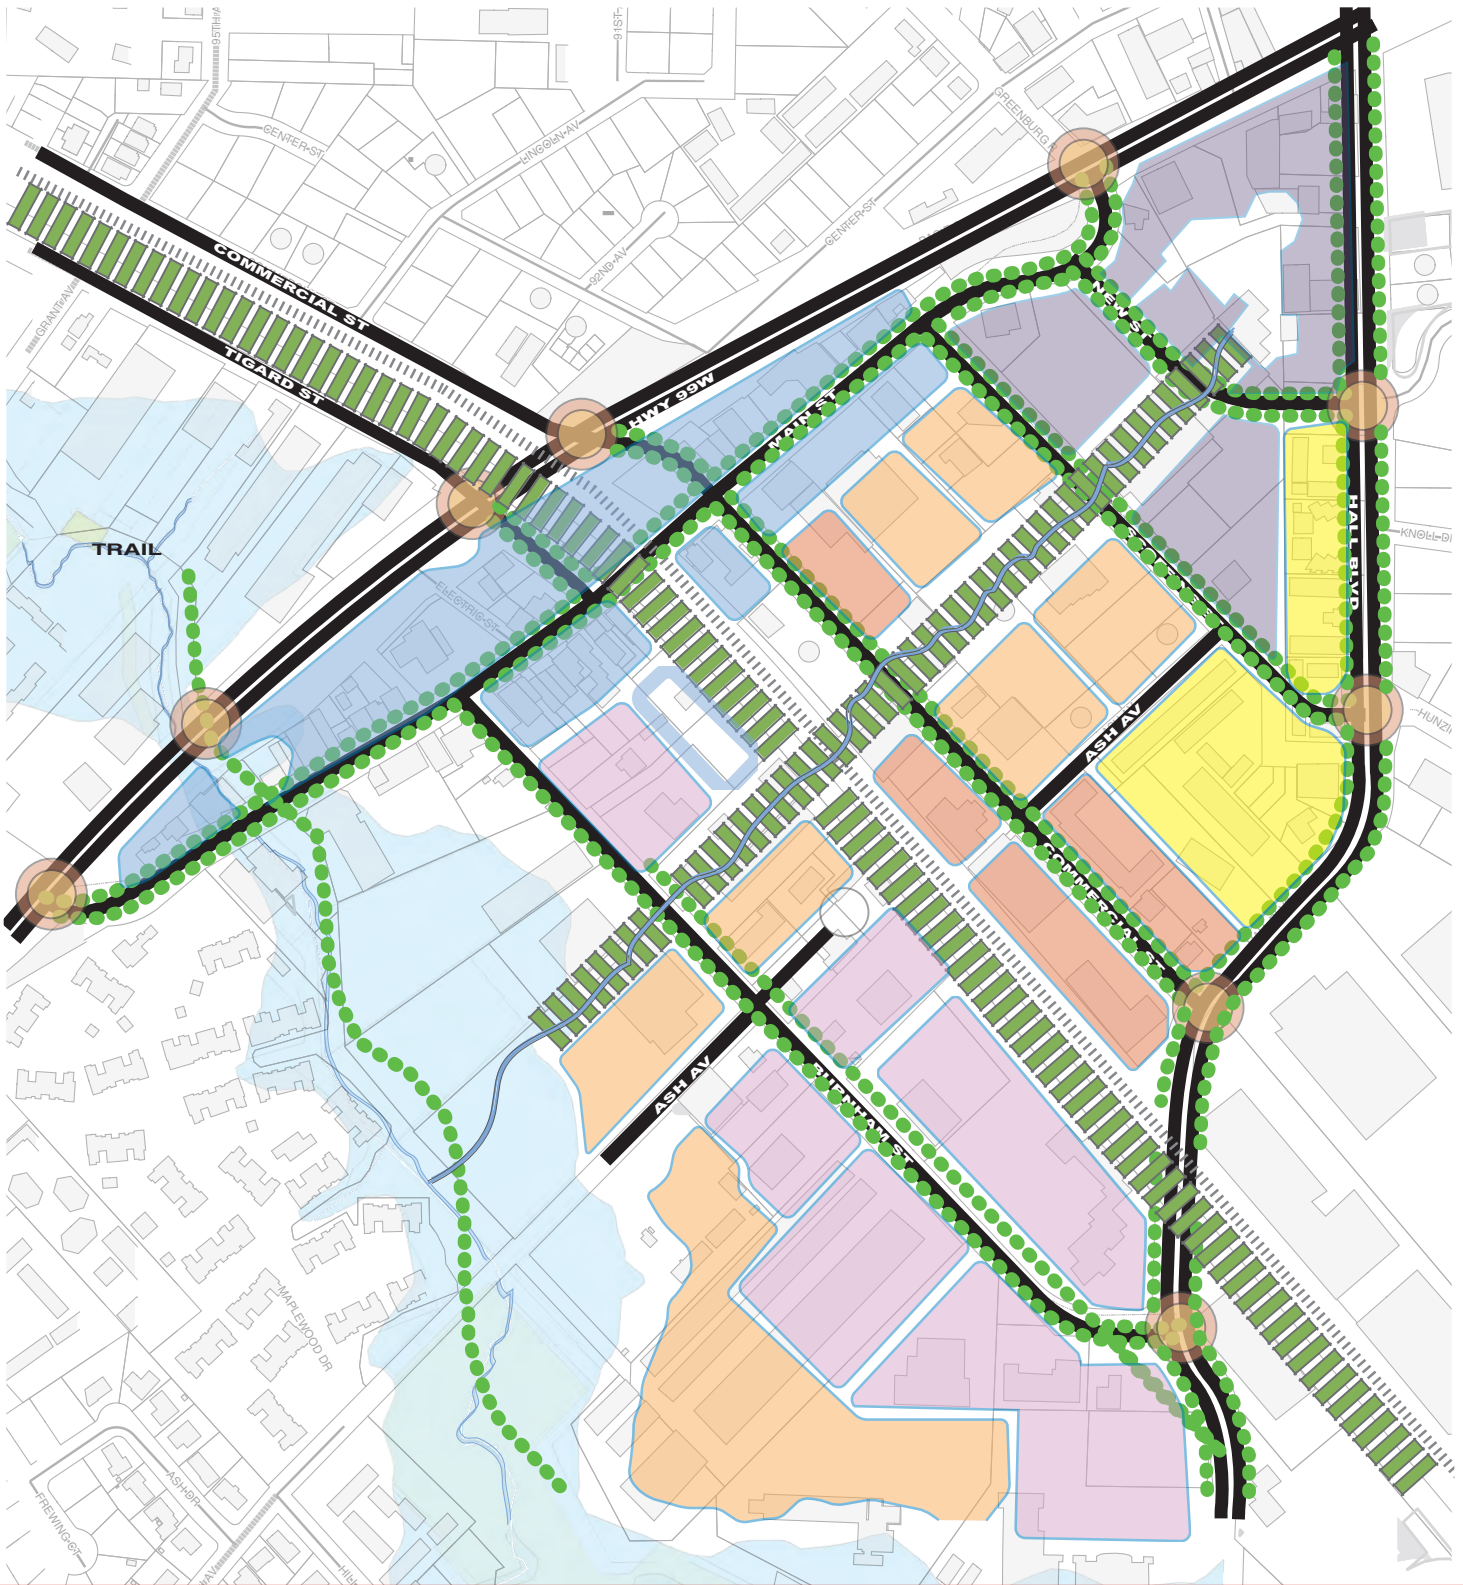 95TH A
91ST
CENTER ST
LINCOLN AV
GREENBURG R
CENTER ST
92ND AV
GRANT AV
COMMERCIAL ST
TIGARD ST
HWY 99W
MAIN ST
NEW ST
HALL BLVD
KNOLL D
TRAIL
ELECTRIC ST
HUNZI
ASH AV
COMMERCIAL ST
ASH AV
BURNHAM ST
MAPLEWOOD DR
ASH DR
FREWING CT
AV
HILL